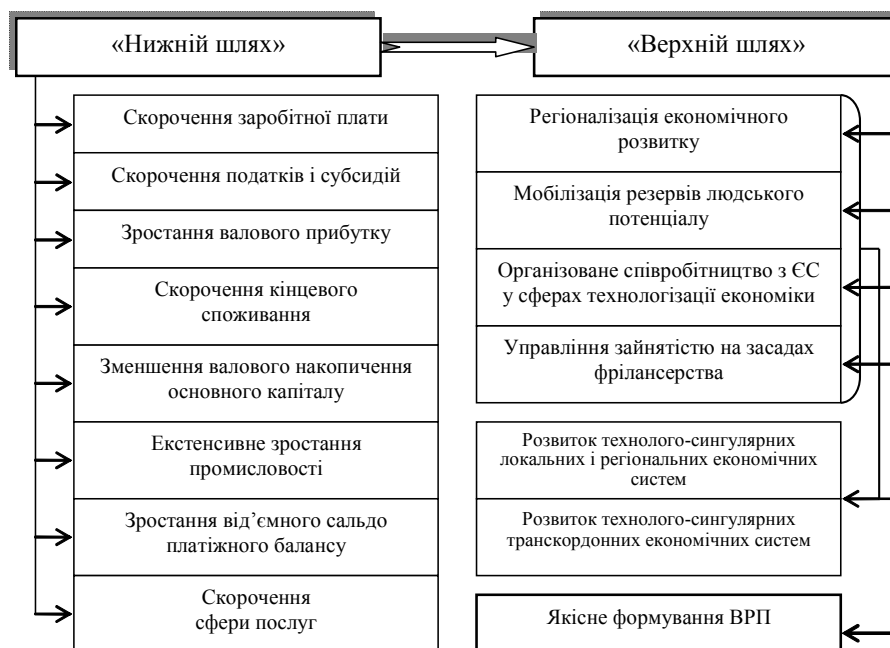 «Нижній шлях»
«Верхній шлях»
Скорочення заробітної плати
Скорочення податків і субсидій
Зростання валового прибутку
Скорочення кінцевого
споживання
Зменшення валового накопичення
основного капіталу
Екстенсивне зростання
промисловості
Зростання від’ємного сальдо
платіжного балансу
Скорочення
сфери послуг
Регіоналізація економічного
розвитку
Мобілізація резервів людського
потенціалу
Організоване співробітництво з ЄС
у сферах технологізації економіки
Управління зайнятістю на засадах
фрілансерства
Розвиток технолого-сингулярних
локальних і регіональних економічних
систем
Розвиток технолого-сингулярних
транскордонних економічних систем
Якісне формування ВРП